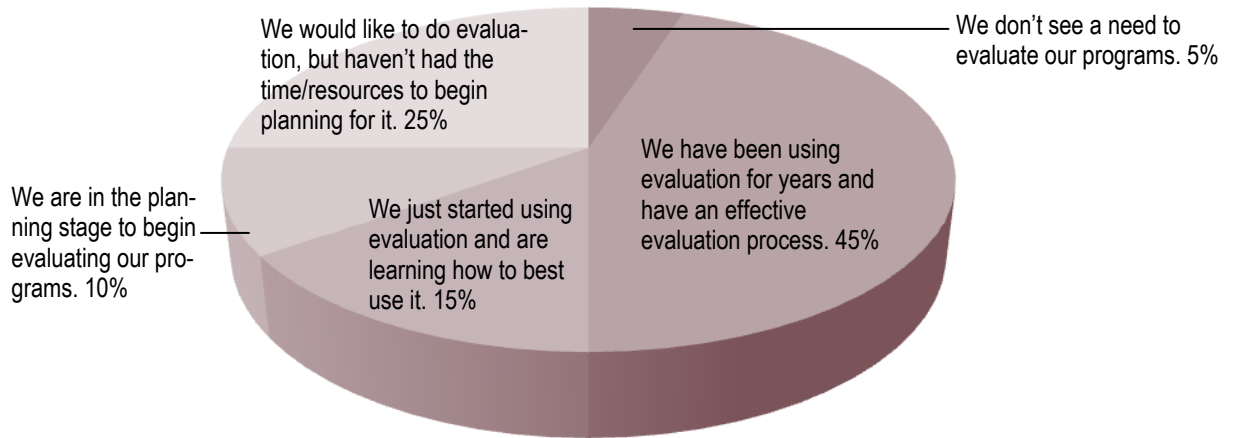 We would like to do evalua-
tion, but haven’t had the
time/resources to begin
planning for it. 25%
We don’t see a need to
evaluate our programs. 5%
We have been using
evaluation for years and
have an effective
evaluation process. 45%
We are in the plan-
ning stage to begin
evaluating our pro-
grams. 10%
We just started using
evaluation and are
learning how to best
use it. 15%